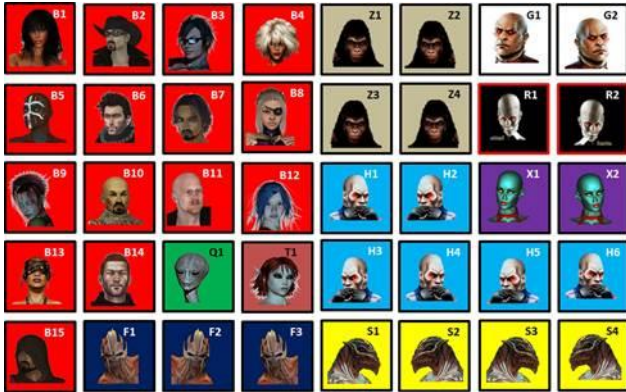 B1 B2 B3 B4 Z1 Z2 G1 G2
B5 B6 B7 B8 Z3 Z4 R1 R2
B9 B10 B11 B12 H1 H2 X1 X2
B13 B14 Q1 T1 H3 H4 H5 H6
B15 F1 F2 F3 S1 S2 S3 S4